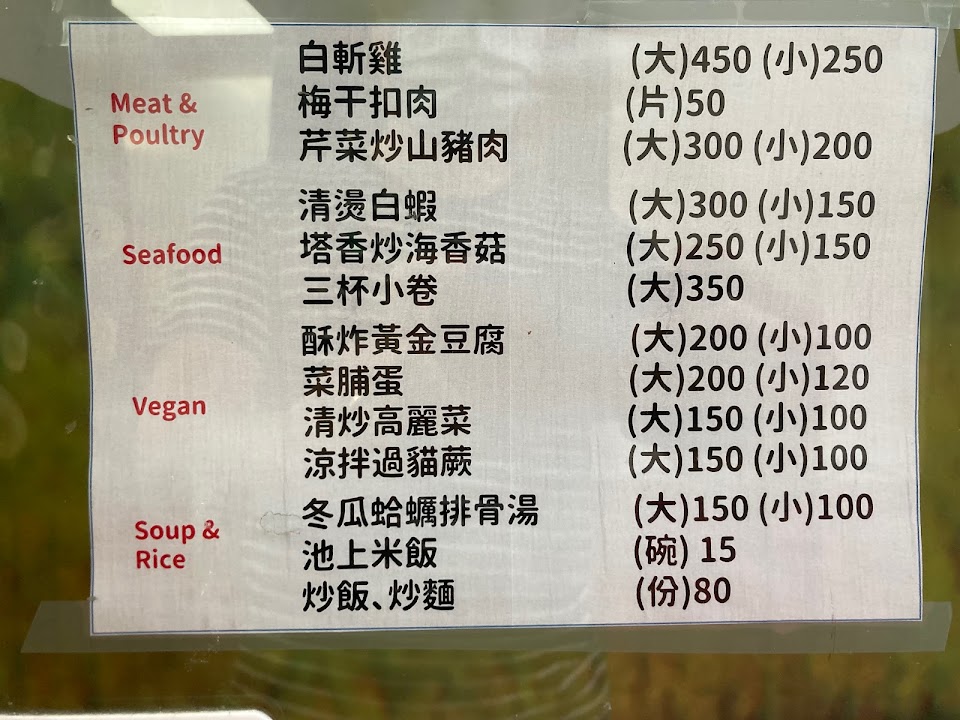 Meat &
Poultry
白斬雞 (大)450 (小)250
梅干扣肉 (片)50
芹菜炒山豬肉 (大)300 (小)200
Seafood
清燙白蝦 (大)300 (小)150
塔香炒海香菇 (大)250 (小)150
三杯小卷 (大)350
Vegan
酥炸黃金豆腐 (大)200 (小)100
菜脯蛋 (大)200 (小)120
清炒高麗菜 (大)150 (小)100
涼拌過貓蕨 (大)150 (小)100
Soup &
Rice
冬瓜蛤蠣排骨湯 (大)150 (小)100
池上米飯 (碗) 15
炒飯、炒麵 (份)80